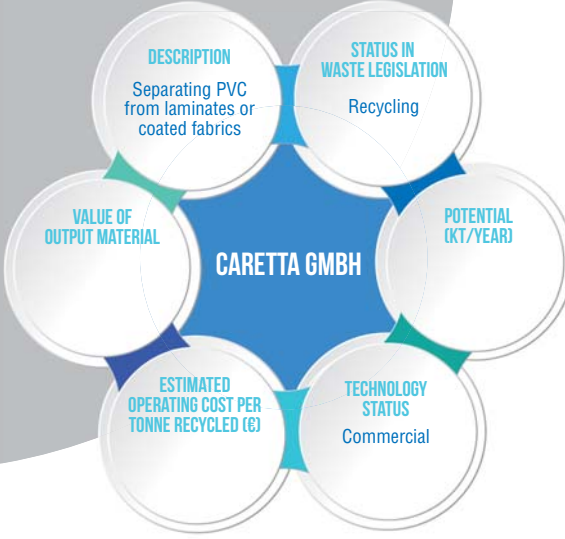 DESCRIPTION
Separating PVC
from laminates or
coated fabrics
STATUS IN
WASTE LEGISLATION
Recycling
VALUE OF
OUTPUT MATERIAL
CARETTA GMBH
POTENTIAL
(KT/YEAR)
ESTIMATED
OPERATING COST PER
TONNE RECYCLED (€)
TECHNOLOGY
STATUS
Commercial